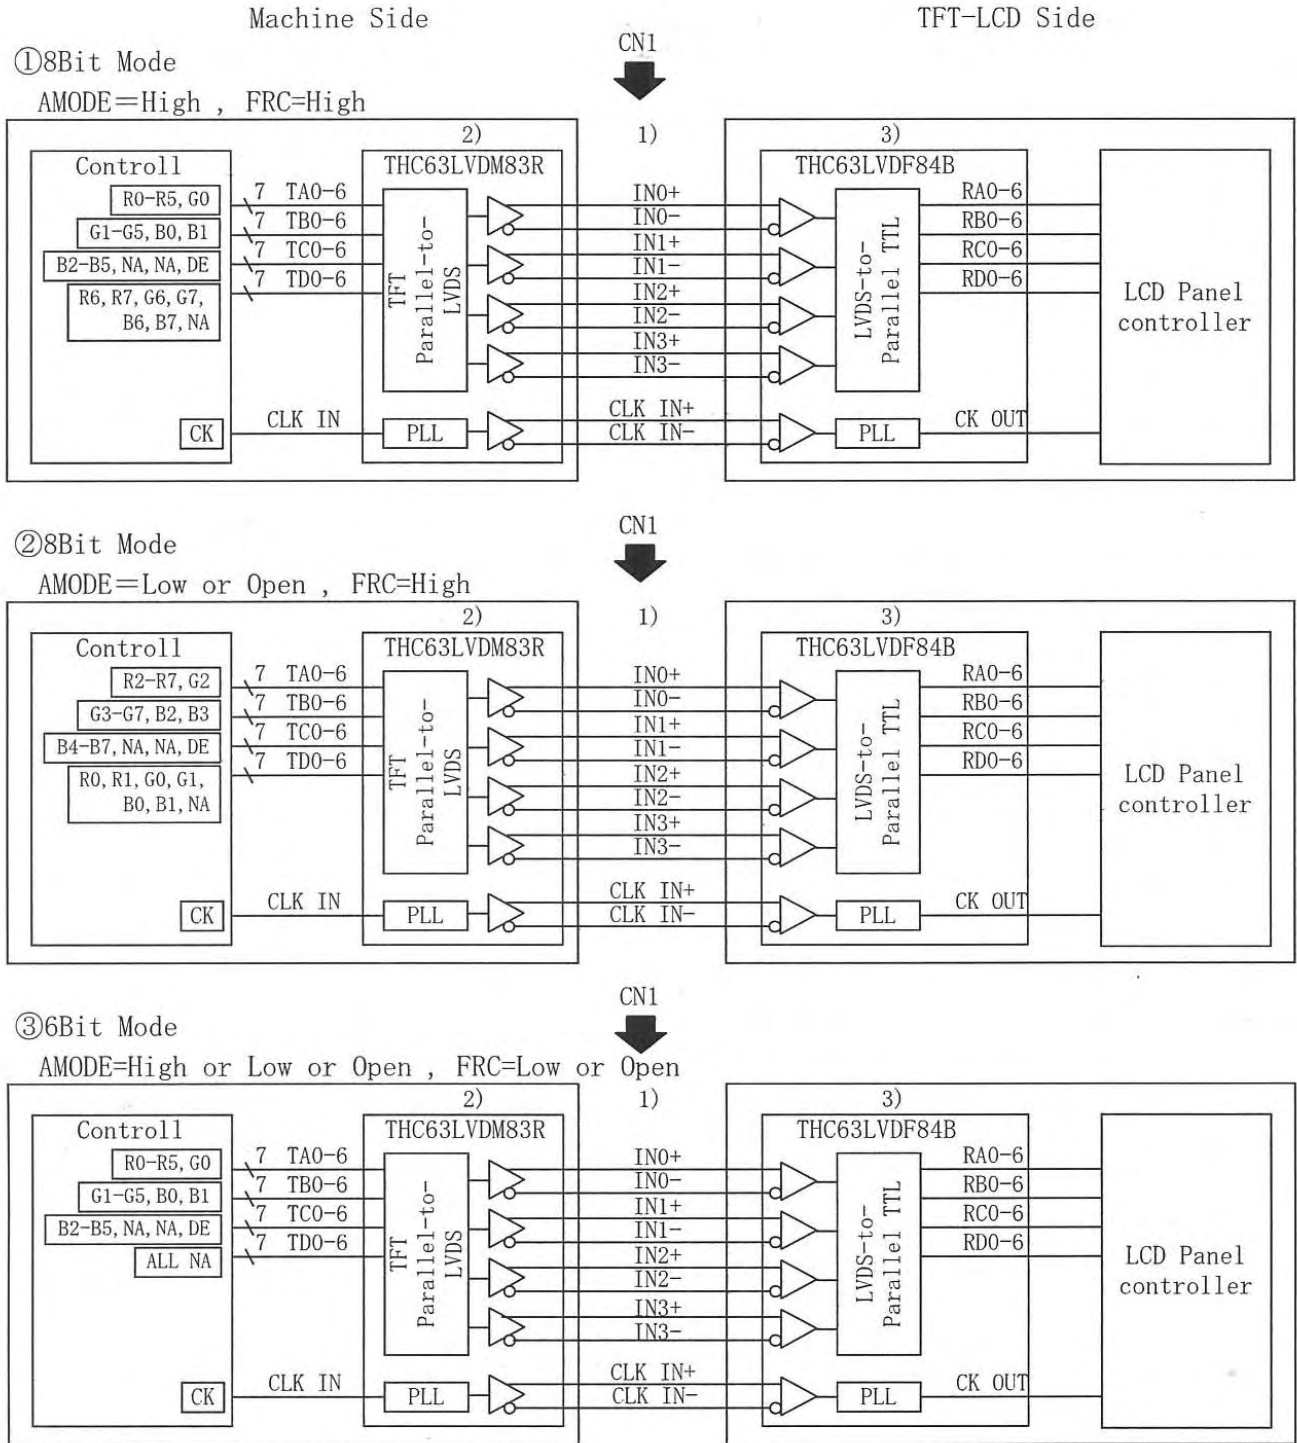 Machine Side TFT-LCD Side
CN1
①8Bit Mode
AMODE=High , FRC=High
2) 1) 3)
Controll THC63LVDM83R THC63LVDF84B
R0-R5, G0 7 TA0-6 IN0+ RA0-6
IN0-
G1-G5, B0, B1 7 TB0-6 IN1+ RB0-6
B2-B5, NA, NA, DE 7 TC0-6 IN1- RC0-6
R6, R7, G6, G7, 7 TD0-6 IN2+ RD0-6
B6, B7, NA IN2-
TFT Parallel-to-LVDS LVDS-to-Parallel TTL LCD Panel
controller
IN3+
IN3-
CLK IN+
CK CLK IN PLL CLK IN- PLL CK OUT
CN1
②8Bit Mode
AMODE=Low or Open , FRC=High
2) 1) 3)
Controll THC63LVDM83R THC63LVDF84B
R2-R7, G2 7 TA0-6 IN0+ RA0-6
IN0-
G3-G7, B2, B3 7 TB0-6 IN1+ RB0-6
B4-B7, NA, NA, DE 7 TC0-6 IN1- RC0-6
R0, R1, G0, G1, 7 TD0-6 IN2+ RD0-6
B0, B1, NA IN2-
TFT Parallel-to-LVDS LVDS-to-Parallel TTL LCD Panel
controller
IN3+
IN3-
CLK IN+
CK CLK IN PLL CLK IN- PLL CK OUT
CN1
③6Bit Mode
AMODE=High or Low or Open , FRC=Low or Open
2) 1) 3)
Controll THC63LVDM83R THC63LVDF84B
R0-R5, G0 7 TA0-6 IN0+ RA0-6
IN0-
G1-G5, B0, B1 7 TB0-6 IN1+ RB0-6
B2-B5, NA, NA, DE 7 TC0-6 IN1- RC0-6
ALL NA 7 TD0-6 IN2+ RD0-6
IN2-
TFT Parallel-to-LVDS LVDS-to-Parallel TTL LCD Panel
controller
IN3+
IN3-
CLK IN+
CK CLK IN PLL CLK IN- PLL CK OUT